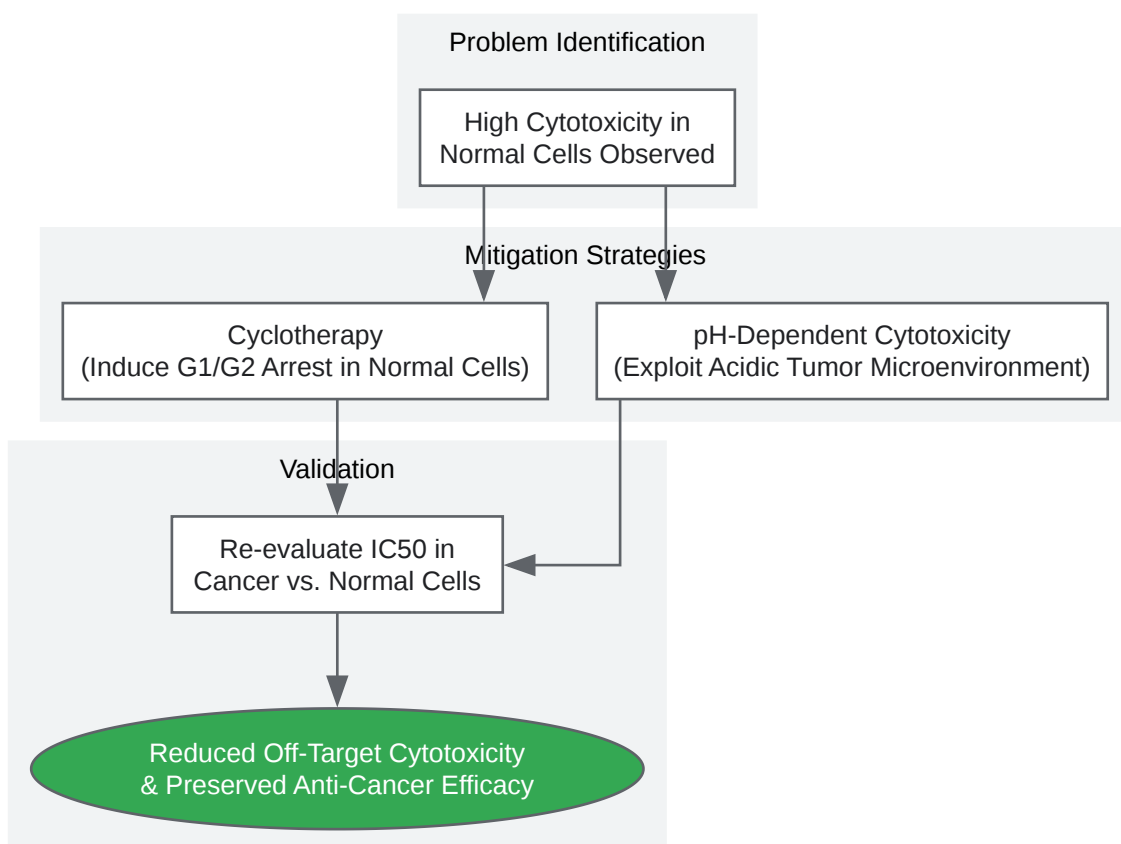 Problem Identification
High Cytotoxicity in
Normal Cells Observed
Mitigation Strategies
Cyclotherapy
(Induce G1/G2 Arrest in Normal Cells)
pH-Dependent Cytotoxicity
(Exploit Acidic Tumor Microenvironment)
Validation
Re-evaluate IC50 in
Cancer vs. Normal Cells
Reduced Off-Target Cytotoxicity
& Preserved Anti-Cancer Efficacy